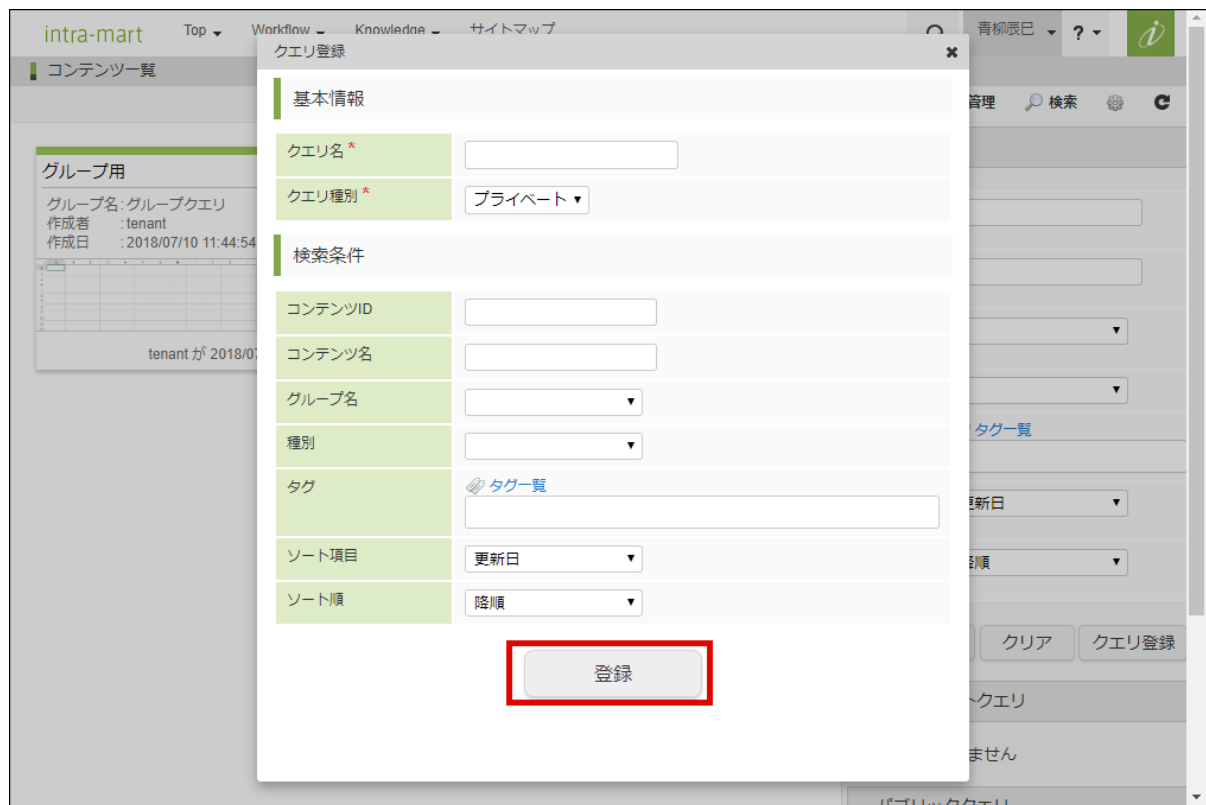 intra-mart Top Workflow Knowledge サイトマップ 青柳辰巳 ?
コンテンツ一覧
管理 検索
グループ用
グループ名:グループクエリ
作成者 :tenant
作成日 :2018/07/10 11:44:54
tenant が 2018/07
クエリ登録
基本情報
クエリ名*
クエリ種別* プライベート
検索条件
コンテンツID
コンテンツ名
グループ名
種別
タグ タグ一覧
ソート項目 更新日
ソート順 降順
登録
タグ一覧
更新日
降順
クリア クエリ登録
トクエリ
ません
パブリッククエリ